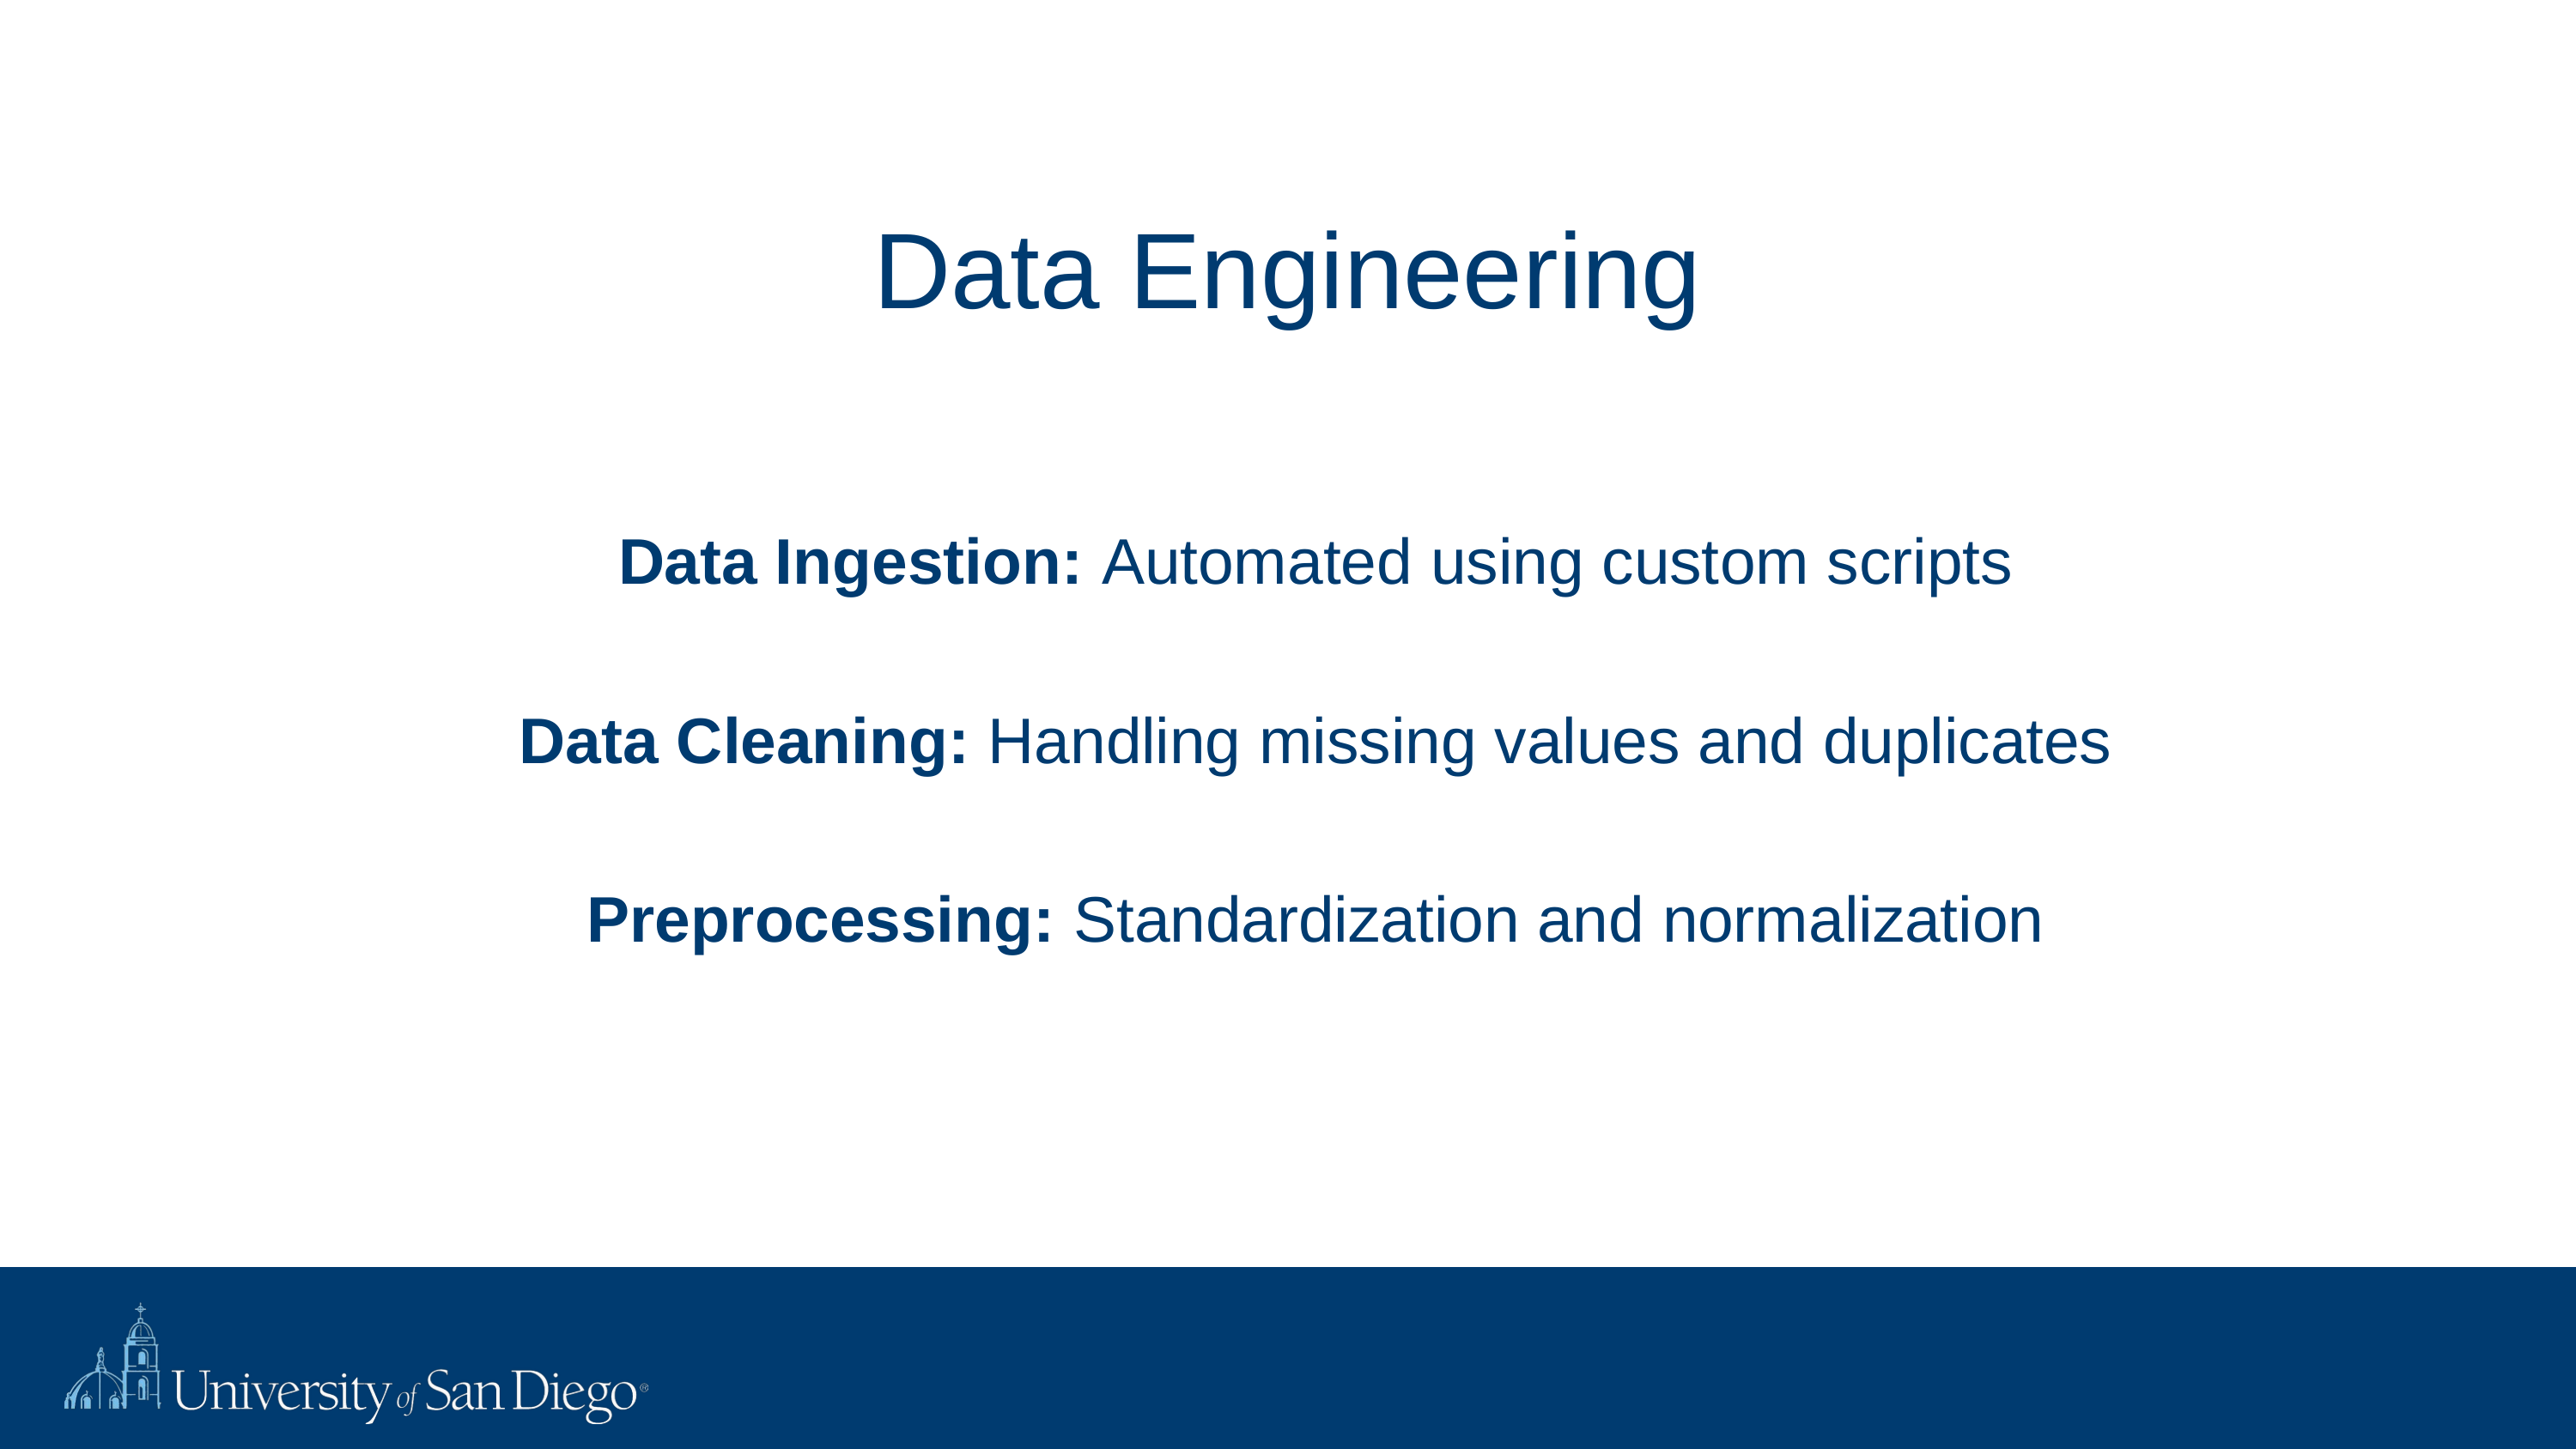 Data Engineering
Data Ingestion: Automated using custom scripts
Data Cleaning: Handling missing values and duplicates
Preprocessing: Standardization and normalization
University of San Diego®